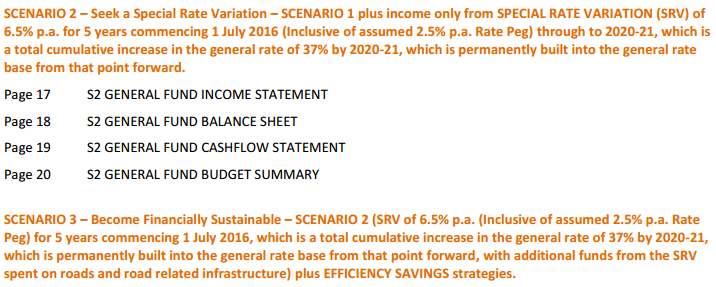 SCENARIO 2 – Seek a Special Rate Variation – SCENARIO 1 plus income only from SPECIAL RATE VARIATION (SRV) of
6.5% p.a. for 5 years commencing 1 July 2016 (Inclusive of assumed 2.5% p.a. Rate Peg) through to 2020-21, which is
a total cumulative increase in the general rate of 37% by 2020-21, which is permanently built into the general rate
base from that point forward.
Page 17 S2 GENERAL FUND INCOME STATEMENT
Page 18 S2 GENERAL FUND BALANCE SHEET
Page 19 S2 GENERAL FUND CASHFLOW STATEMENT
Page 20 S2 GENERAL FUND BUDGET SUMMARY
SCENARIO 3 – Become Financially Sustainable – SCENARIO 2 (SRV of 6.5% p.a. (Inclusive of assumed 2.5% p.a. Rate
Peg) for 5 years commencing 1 July 2016, which is a total cumulative increase in the general rate of 37% by 2020-21,
which is permanently built into the general rate base from that point forward, with additional funds from the SRV
spent on roads and road related infrastructure) plus EFFICIENCY SAVINGS strategies.